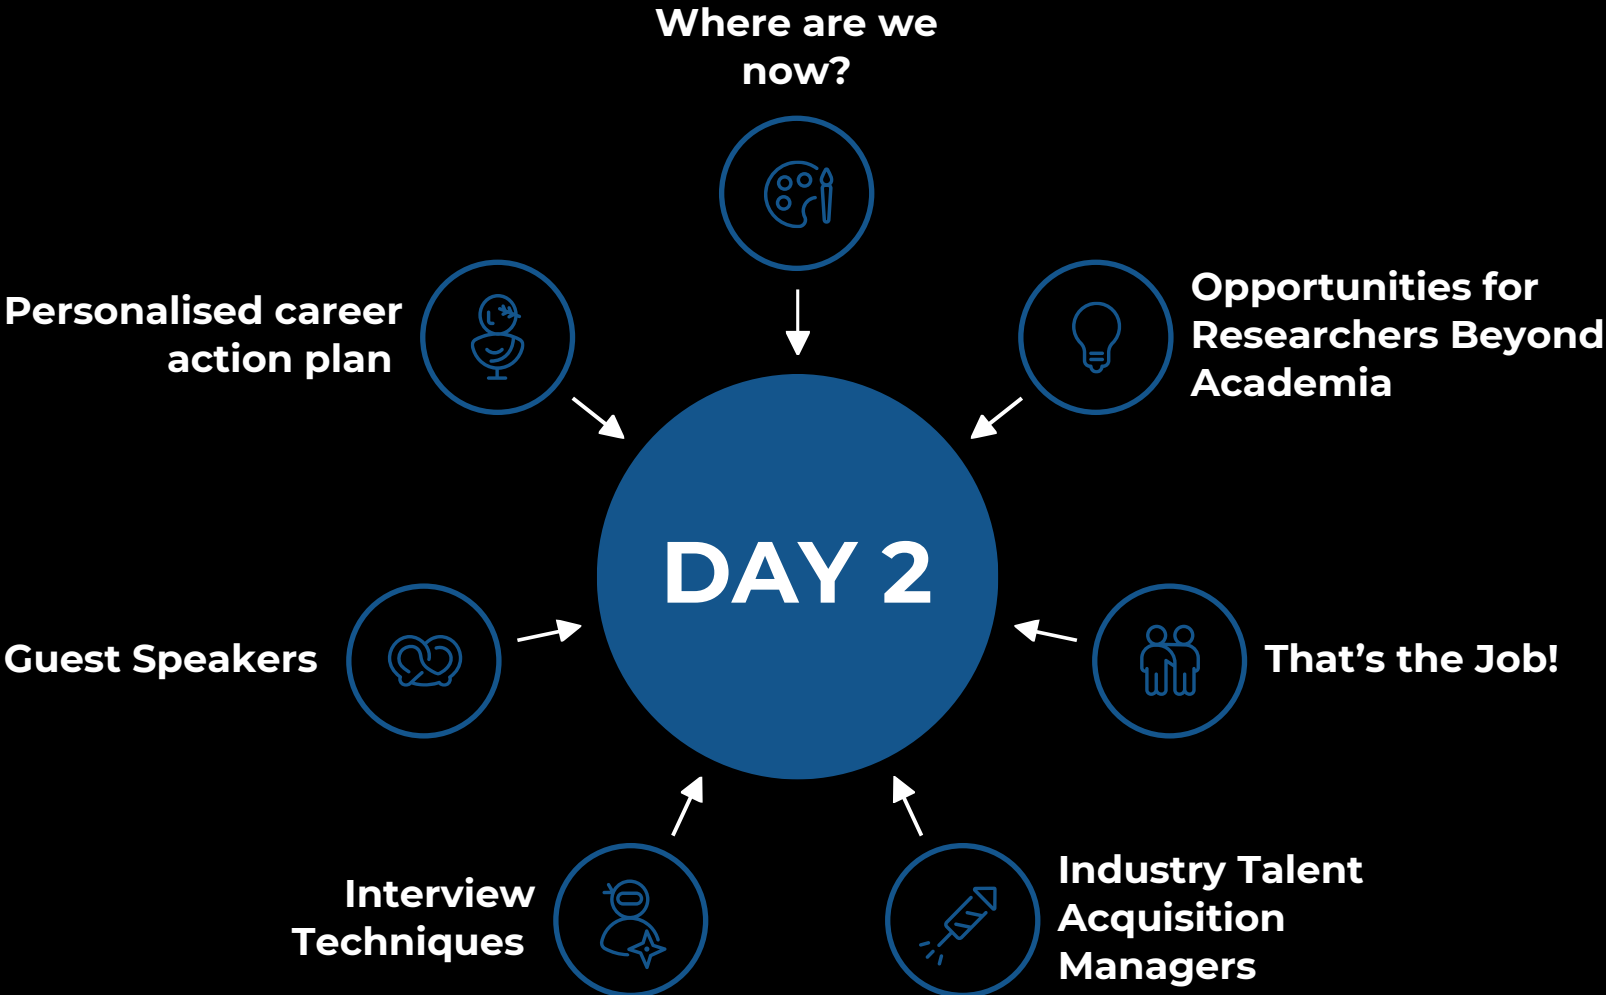 Where are we
now?
Opportunities for
Researchers Beyond
Academia
That’s the Job!
Industry Talent
Acquisition
Managers
Interview
Techniques
Guest Speakers
Personalised career
action plan
DAY 2